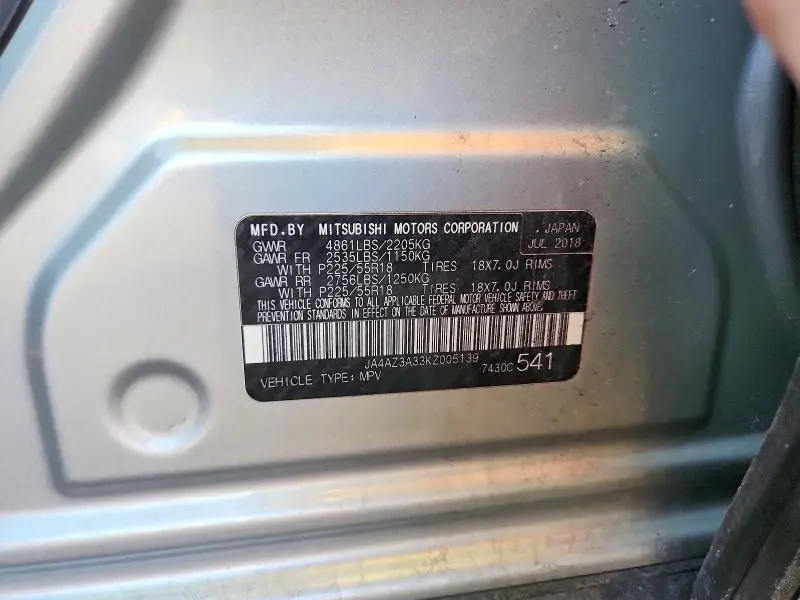 MFD.BY MITSUBISHI MOTORS CORPORATION . JAPAN
GVWR 4861LBS/2205KG JUL 2018
GAWR FR 2535LBS/1150KG
WITH P225/55R18 TIRES 18X7.0J RIMS
GAWR RR 2756LBS/1250KG
WITH P225/55R18 TIRES 18X7.0J RIMS
THIS VEHICLE CONFORMS TO ALL APPLICABLE FEDERAL MOTOR VEHICLE SAFETY AND THEFT
PREVENTION STANDARDS IN EFFECT ON THE DATE OF MANUFACTURE SHOWN ABOVE.
JA4AZ3A33KZ005139
VEHICLE TYPE: MPV 7430C 541